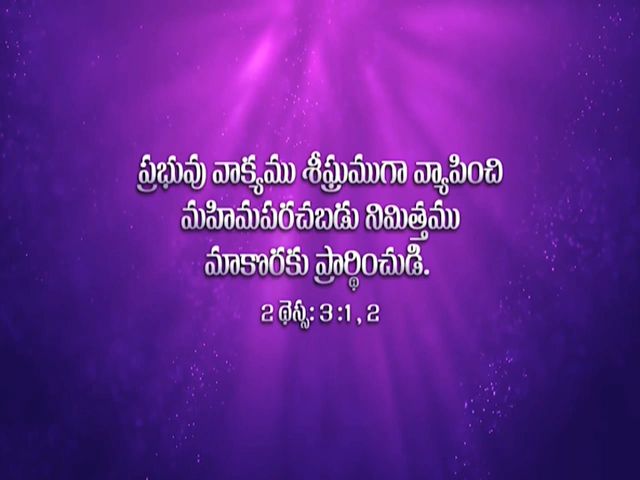 ప్రభువు వాక్యము శీఘ్రముగా వ్యాపించి
మహిమపరచబడు నిమిత్తము
మాకొరకు ప్రార్థించుడి.
2 థెస్స: 3 :1 , 2